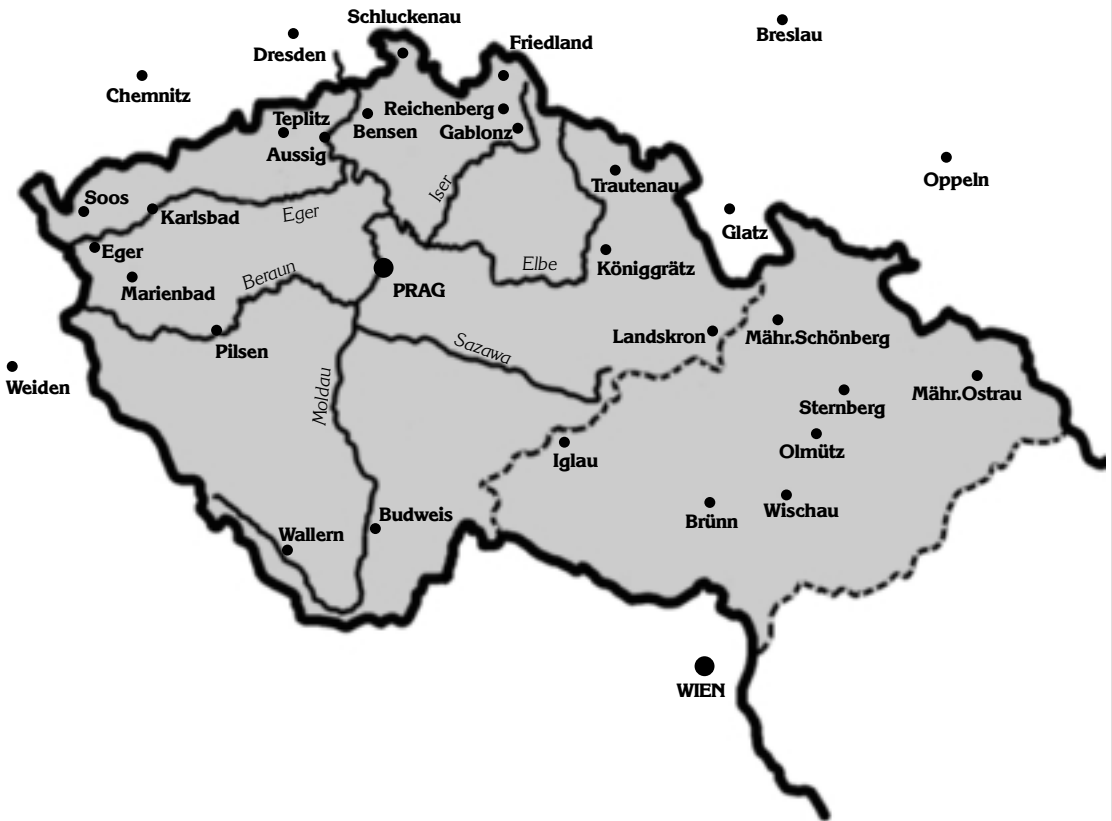 Schluckenau
Breslau
Dresden
Friedland
Chemnitz
Reichenberg
Teplitz
Bensen
Gablonz
Aussig
Oppeln
Iser
Trautenau
Soos
Karlsbad
Eger
Glatz
Eger
Elbe
Königgrätz
Beraun
Marienbad
PRAG
Landskron
Mähr.Schönberg
Pilsen
Sazawa
Weiden
Moldau
Mähr.Ostrau
Sternberg
Olmütz
Iglau
Wischau
Budweis
Brünn
Wallern
WIEN